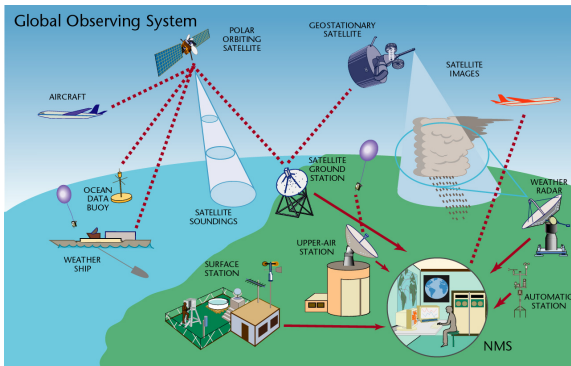 Global Observing System
POLAR
ORBITING
SATELLITE
GEOSTATIONARY
SATELLITE
SATELLITE
IMAGES
AIRCRAFT
OCEAN
DATA
BUOY
SATELLITE
SOUNDINGS
SATELLITE
GROUND
STATION
WEATHER
RADAR
WEATHER
SHIP
UPPER-AIR
STATION
SURFACE
STATION
AUTOMATIC
STATION
NMS